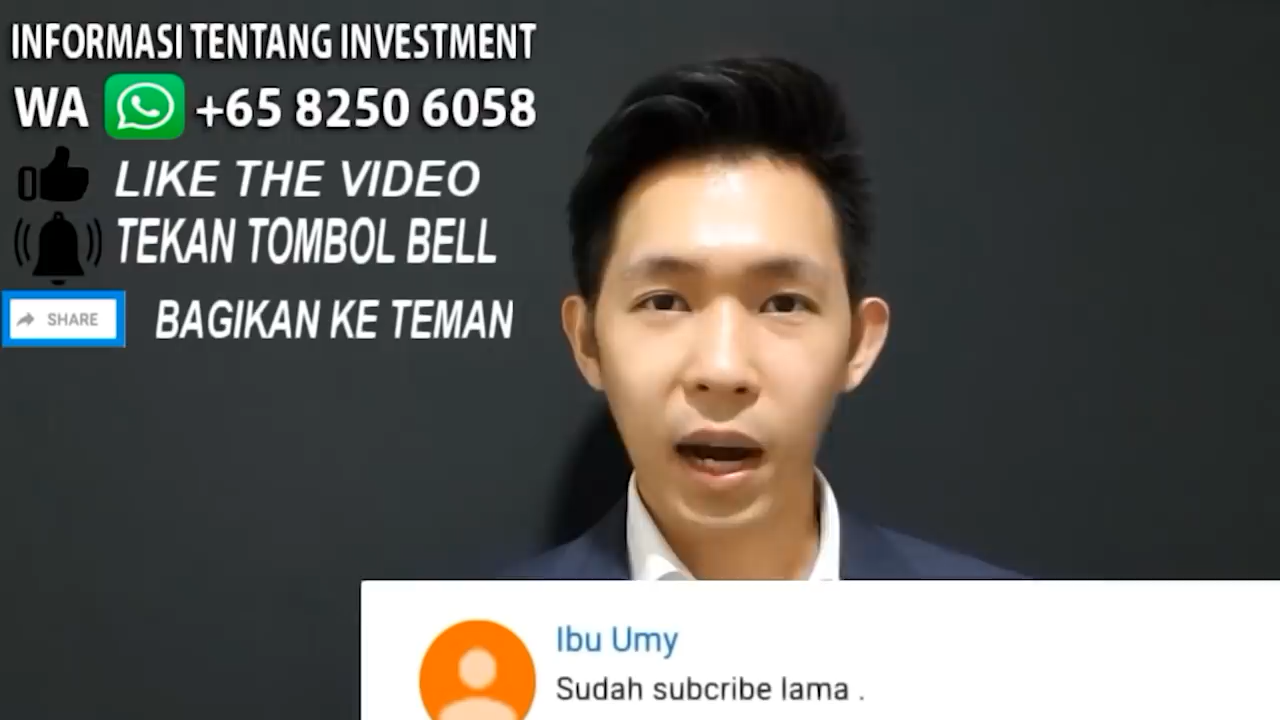 INFORMASI TENTANG INVESTMENT
WA +65 8250 6058
LIKE THE VIDEO
TEKAN TOMBOL BELL
SHARE BAGIKAN KE TEMAN
Ibu Umy
Sudah subcribe lama .